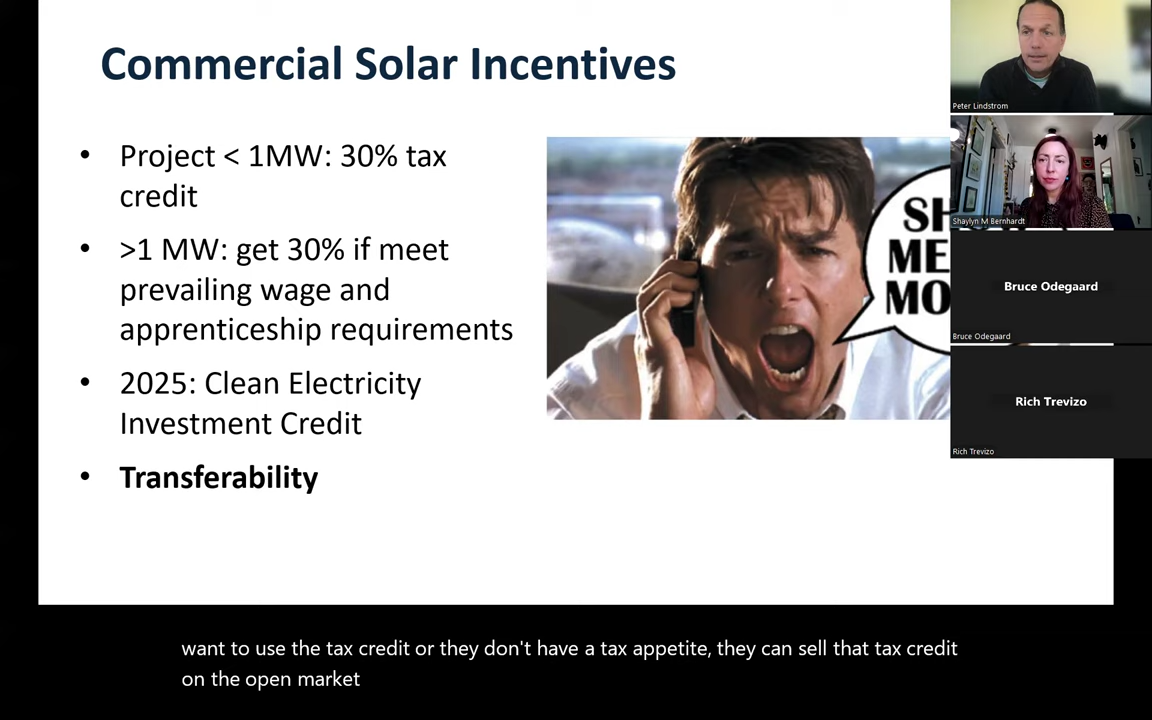 Commercial Solar Incentives
• Project < 1MW: 30% tax
credit
• >1 MW: get 30% if meet
prevailing wage and
apprenticeship requirements
• 2025: Clean Electricity
Investment Credit
• Transferability
SH
ME
MO
Peter Lindstrom
Shaylyn M Bernhardt
Bruce Odegaard
Bruce Odegaard
Rich Trevizo
Rich Trevizo
want to use the tax credit or they don't have a tax appetite, they can sell that tax credit
on the open market